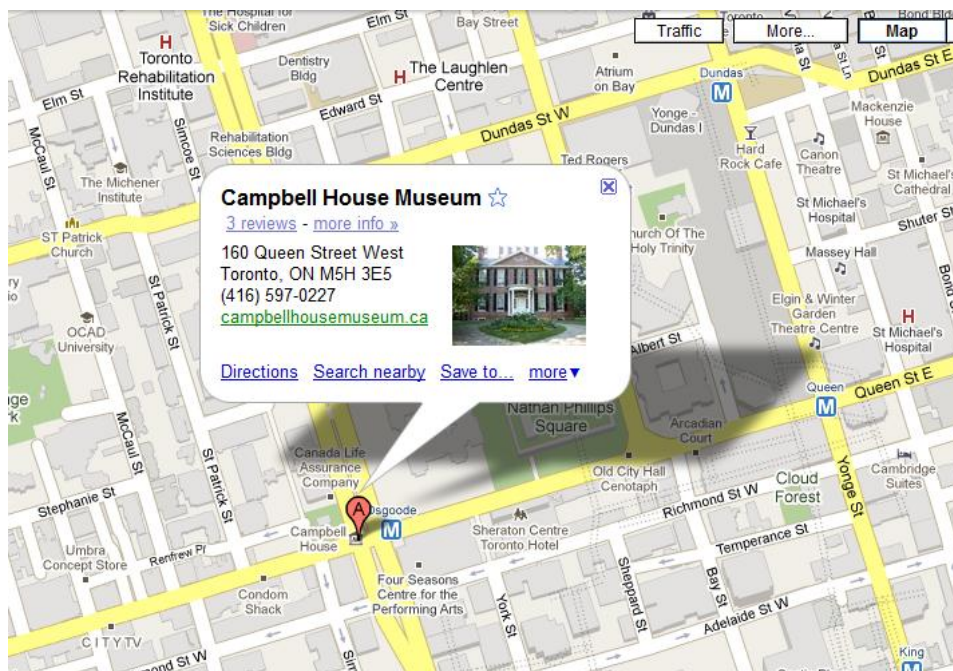 The Hospital for
Sick Children
Elm St
Bay Street
Traffic
More...
Map
H
Toronto
Rehabilitation
Institute
Dentistry
Bldg
H
The Laughlen
Centre
Atrium
on Bay
Dundas
M
Dundas St E
Elm St
Edward St
Simcoe St
McCaul St
Rehabilitation
Sciences Bldg
Dundas St W
Yonge -
Dundas I
Mackenzie
House
Hard
Rock Cafe
Canon
Theatre
Ted Rogers
The Michener
Institute
St Michael's
Cathedral
St Michael's
Hospital
Shuter St
ST Patrick
Church
Campbell House Museum
3 reviews - more info »
160 Queen Street West
Toronto, ON M5H 3E5
(416) 597-0227
campbellhousemuseum.ca
Directions Search nearby Save to... more▼
hurch Of The
Holy Trinity
Massey Hall
Bond St
St Patrick St
OCAD
University
Elgin & Winter
Garden
Theatre Centre
H
St Michael's
Hospital
Albert St
Queen
M
Queen St E
Nathan Phillips
Square
Arcadian
Court
McCaul St
St Patrick St
Canada Life
Assurance
Company
Old City Hall
Cenotaph
Cloud
Forest
Yonge St
Cambridge
Suites
Stephanie St
A
Osgoode
M
Campbell
House
Sheraton Centre
Toronto Hotel
Richmond St W
Temperance St
Umbra
Concept Store
Renfrew Pl
Condom
Shack
Four Seasons
Centre for the
Performing Arts
York St
Sheppard St
Bay St
Adelaide St W
CITYTV
King
M